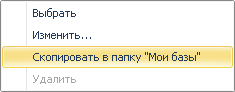 Выбрать
Изменить...
Скопировать в папку "Мои базы"
Удалить